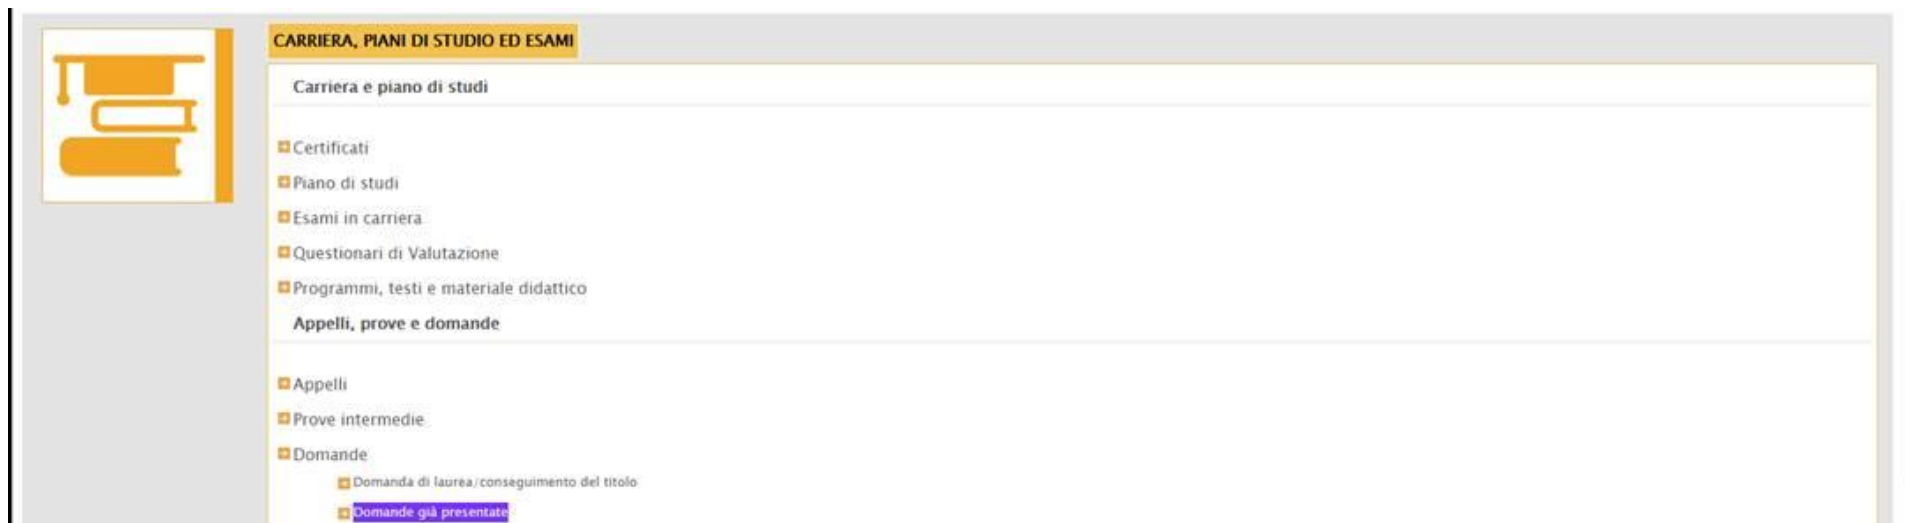 CARRIERA, PIANI DI STUDIO ED ESAMI
Carriera e piano di studi
Certificati
Piano di studi
Esami in carriera
Questionari di Valutazione
Programmi, testi e materiale didattico
Appelli, prove e domande
Appelli
Prove intermedie
Domande
Domanda di laurea/conseguimento del titolo
Domande già presentate